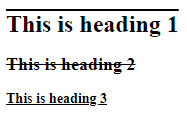 This is heading 1
This is heading 2
This is heading 3